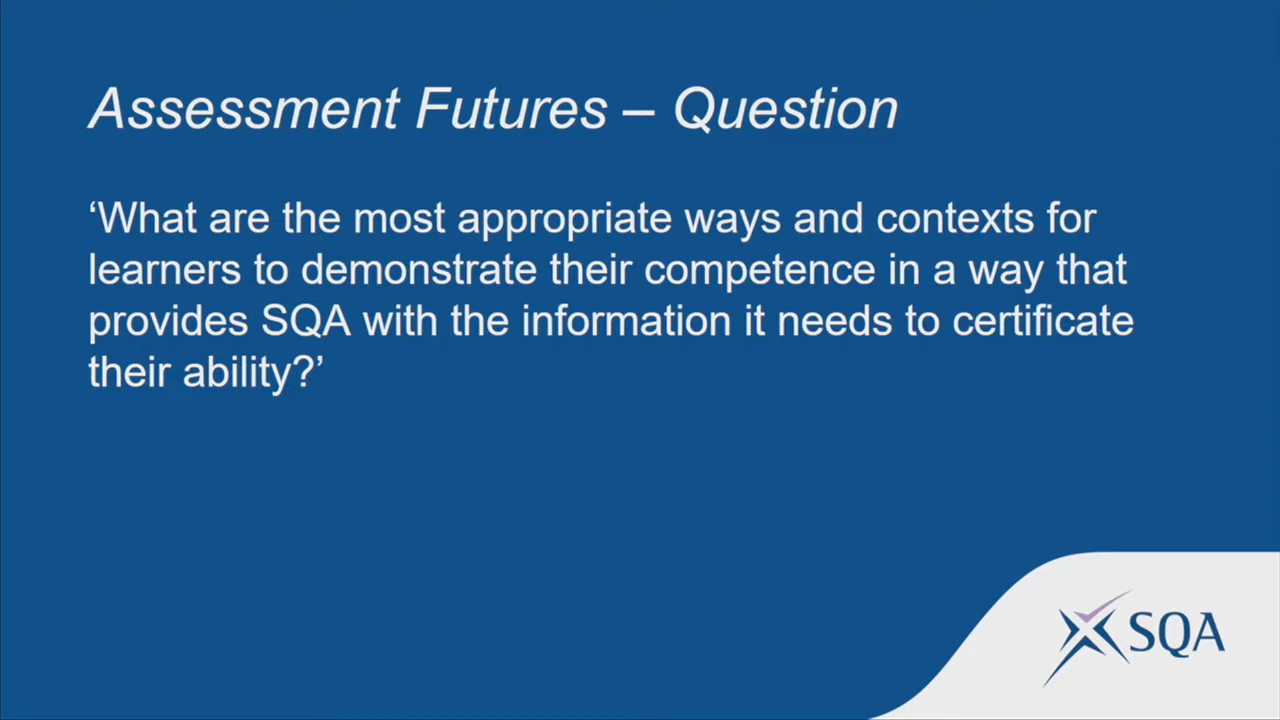 Assessment Futures – Question
‘What are the most appropriate ways and contexts for
learners to demonstrate their competence in a way that
provides SQA with the information it needs to certificate
their ability?’
SQA